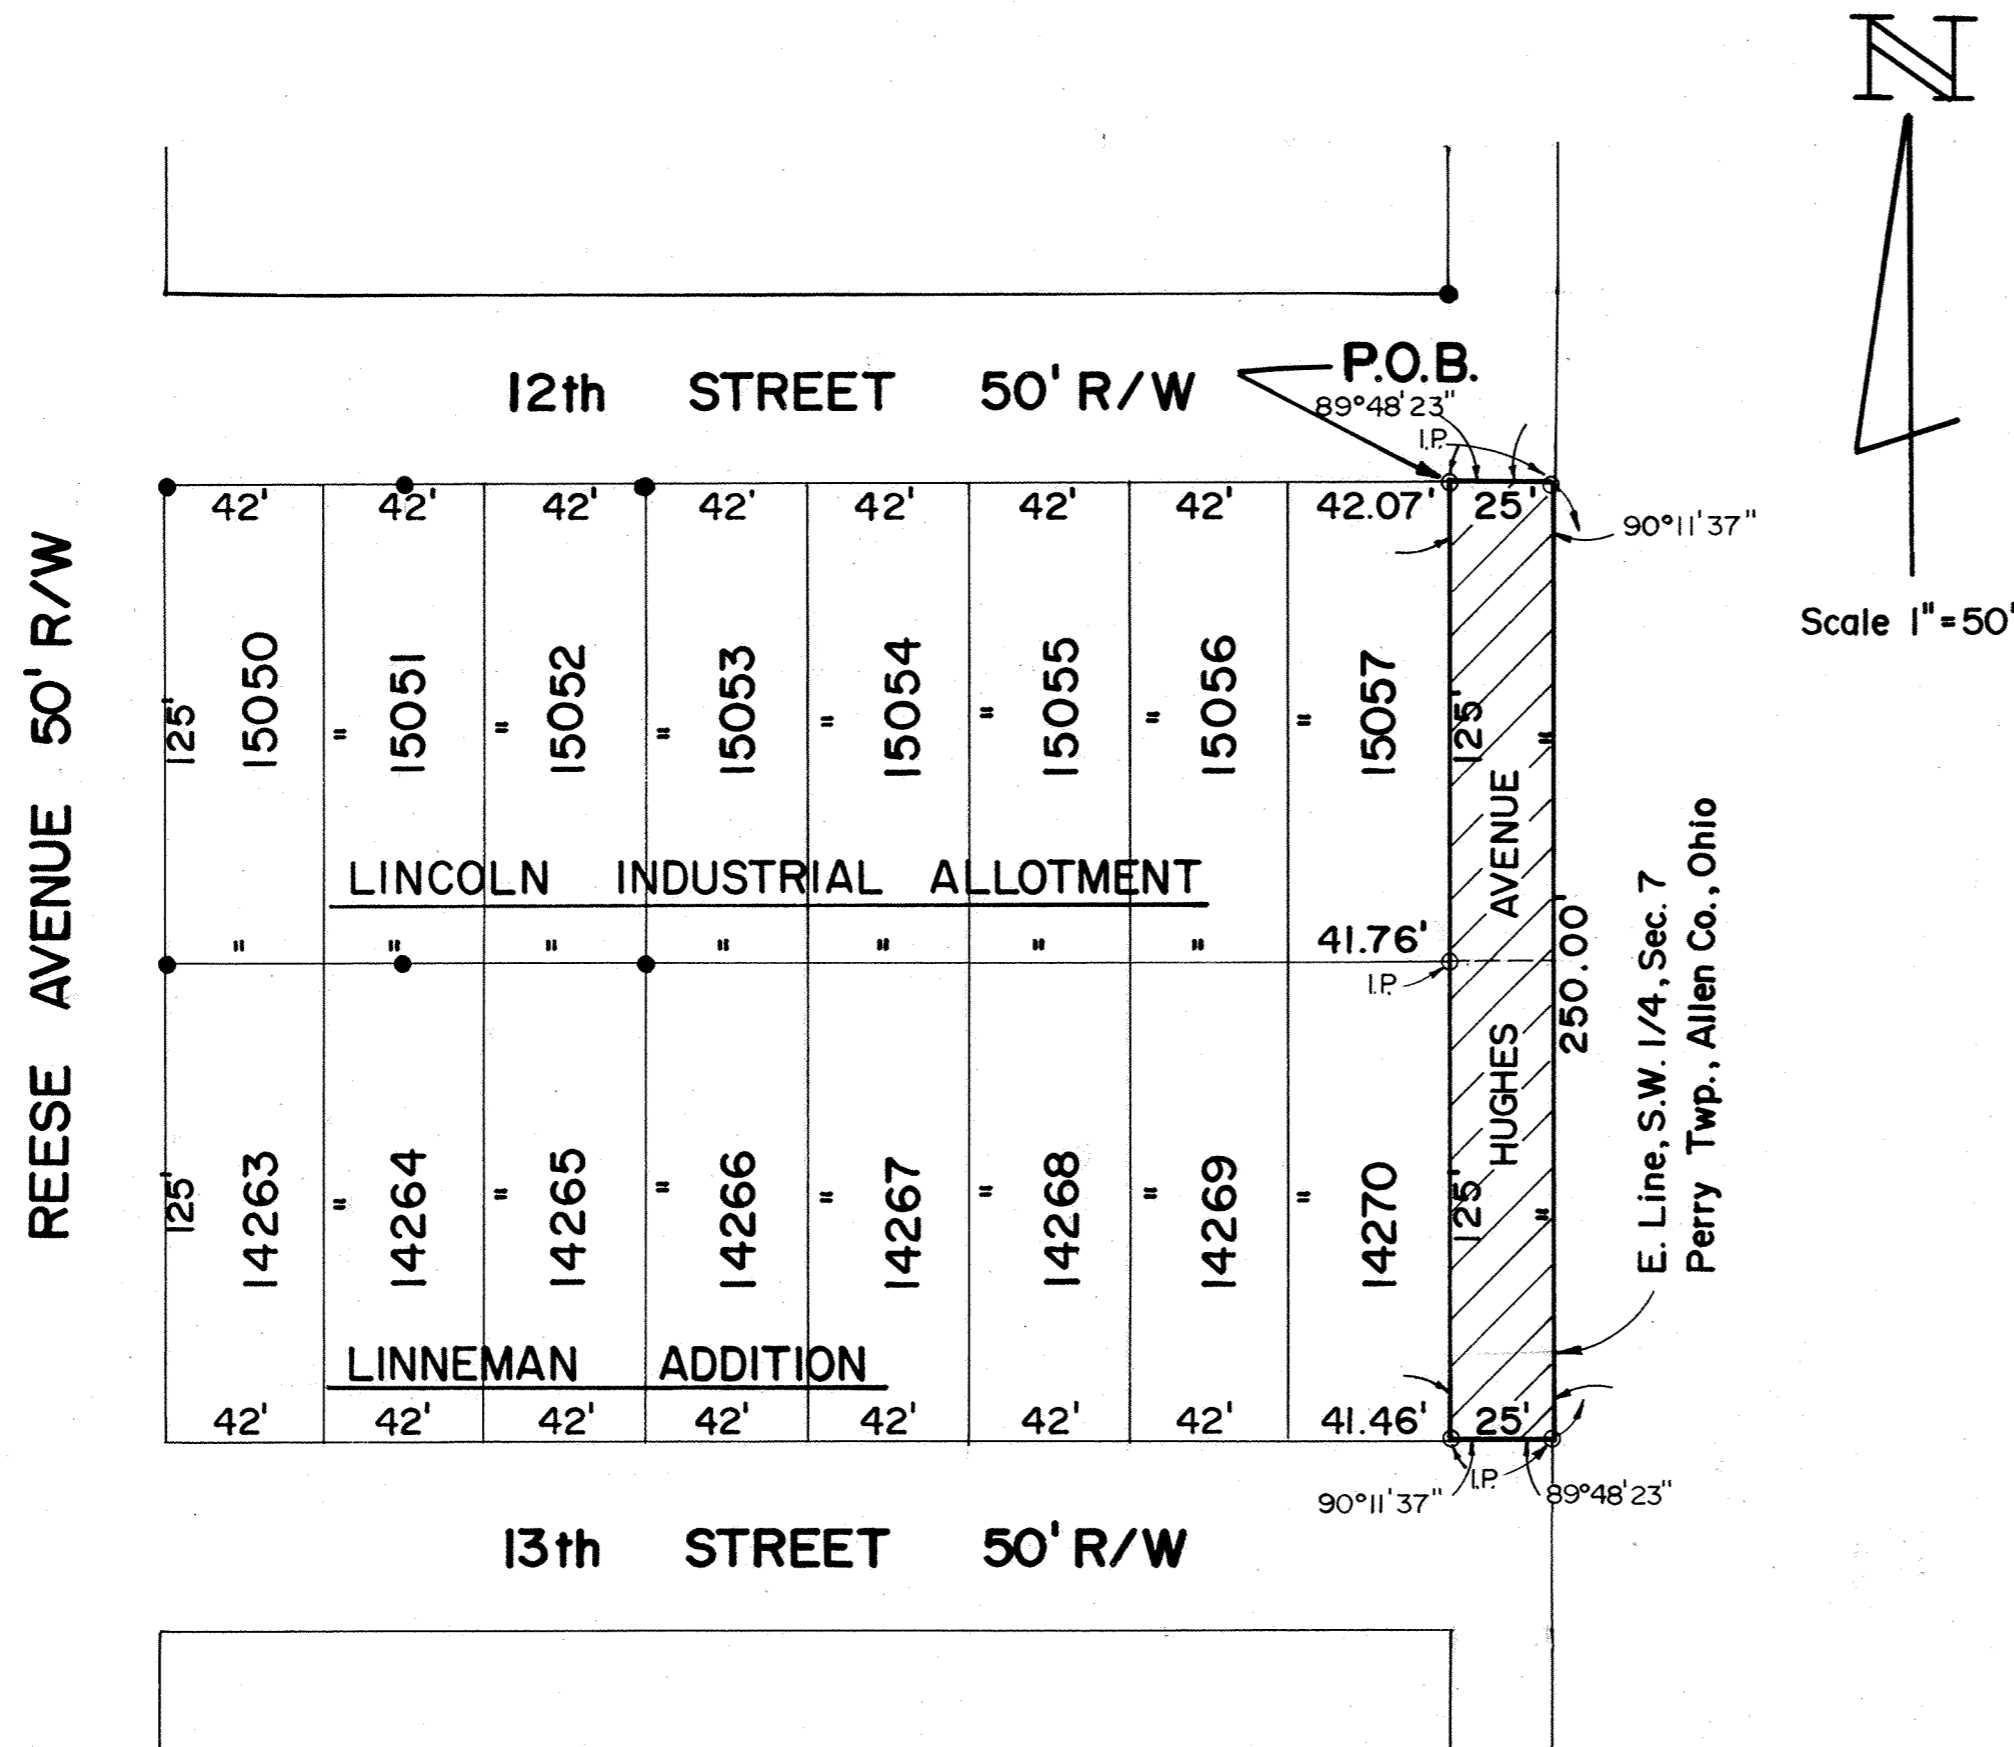 N
Scale 1"=50'
12th STREET 50' R/W
P.O.B.
89°48'23"
I.P.
42' 42' 42' 42' 42' 42' 42' 42.07' 25'
90°11'37"
REESE AVENUE 50' R/W
125' 15050 " 15051 " 15052 " 15053 " 15054 " 15055 " 15056 " 15057 125' "
LINCOLN INDUSTRIAL ALLOTMENT
" " " " " " " 41.76'
I.P.
HUGHES AVENUE
250.00'
E. Line, S.W. 1/4, Sec. 7
Perry Twp., Allen Co., Ohio
125' 14263 " 14264 " 14265 " 14266 " 14267 " 14268 " 14269 " 14270 125' "
LINNEMAN ADDITION
42' 42' 42' 42' 42' 42' 42' 41.46' 25'
I.P.
90°11'37" 89°48'23"
13th STREET 50' R/W